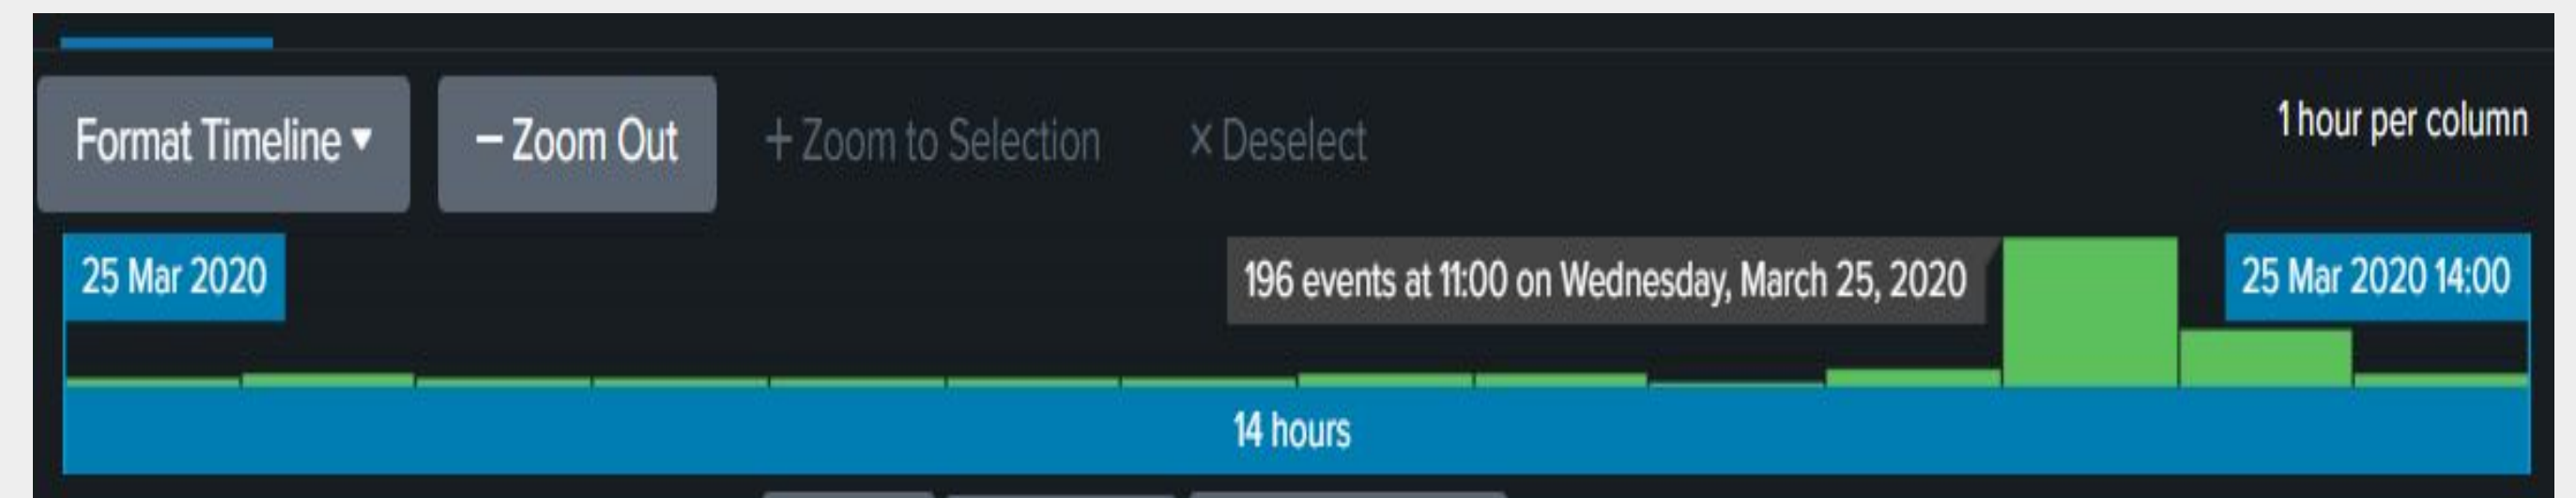 Format Timeline ▾ − Zoom Out + Zoom to Selection × Deselect 1 hour per column
25 Mar 2020 196 events at 11:00 on Wednesday, March 25, 2020 25 Mar 2020 14:00
14 hours